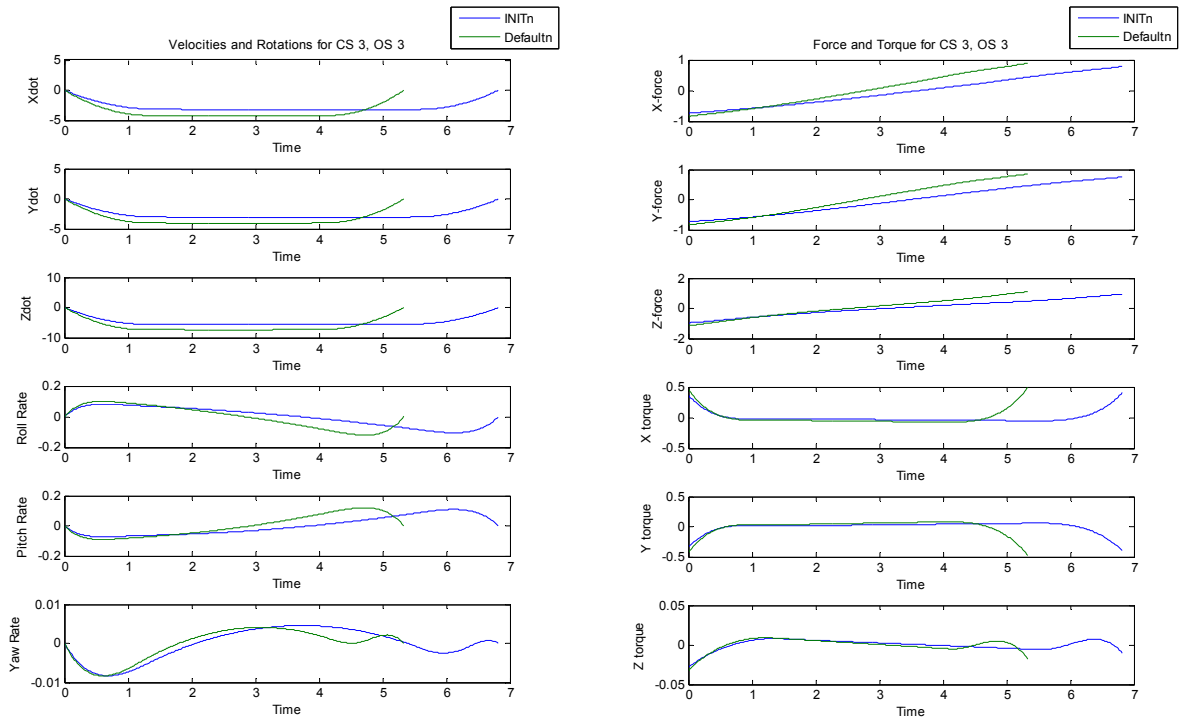 INITn
Defaultn
Velocities and Rotations for CS 3, OS 3
5
0
-5
Xdot
0 1 2 3 4 5 6 7
Time
5
0
-5
Ydot
0 1 2 3 4 5 6 7
Time
10
0
-10
Zdot
0 1 2 3 4 5 6 7
Time
0.2
0
-0.2
Roll Rate
0 1 2 3 4 5 6 7
Time
0.2
0
-0.2
Pitch Rate
0 1 2 3 4 5 6 7
Time
0.01
0
-0.01
Yaw Rate
0 1 2 3 4 5 6 7
Time
INITn
Defaultn
Force and Torque for CS 3, OS 3
1
0
-1
X-force
0 1 2 3 4 5 6 7
Time
1
0
-1
Y-force
0 1 2 3 4 5 6 7
Time
2
0
-2
Z-force
0 1 2 3 4 5 6 7
Time
0.5
0
-0.5
X torque
0 1 2 3 4 5 6 7
Time
0.5
0
-0.5
Y torque
0 1 2 3 4 5 6 7
Time
0.05
0
-0.05
Z torque
0 1 2 3 4 5 6 7
Time